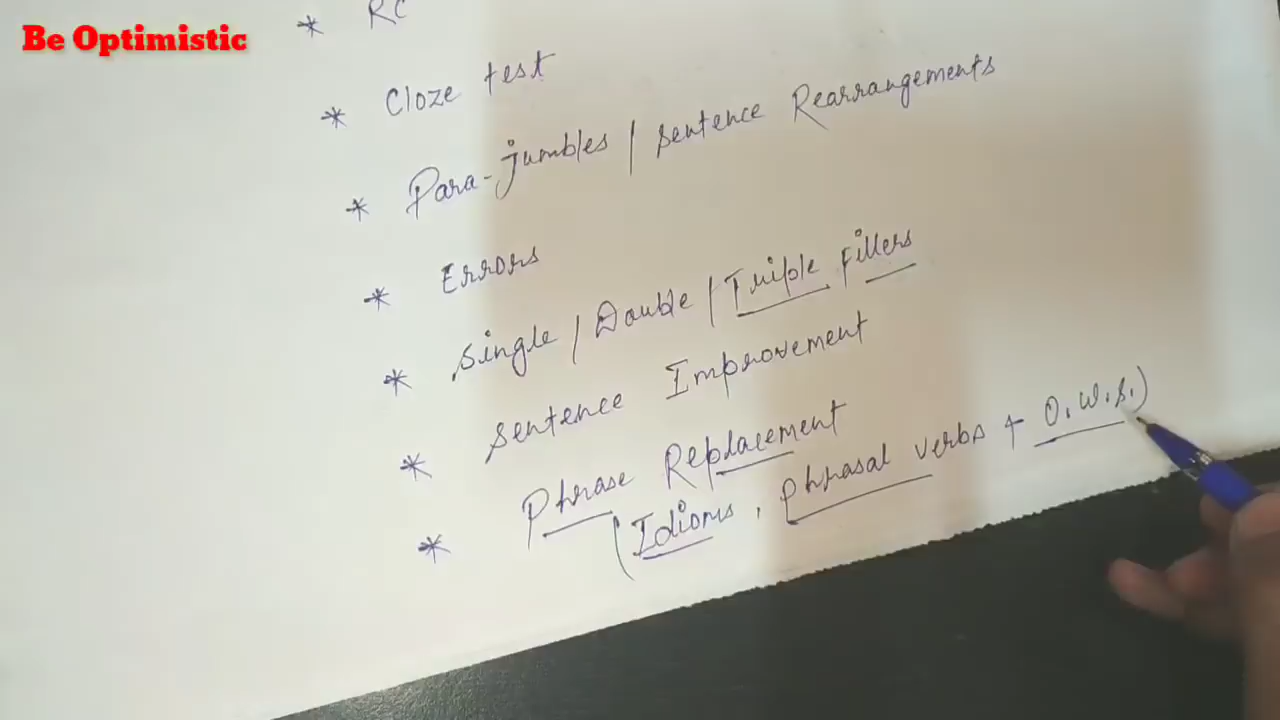 Be Optimistic
* RC
* Cloze test
* Para-jumbles / sentence Rearrangements
* Errors
* Single / Double / Triple Fillers
* sentence Improvement
* Phrase Replacement
(Idioms, Phrasal verbs + O.W.S.)